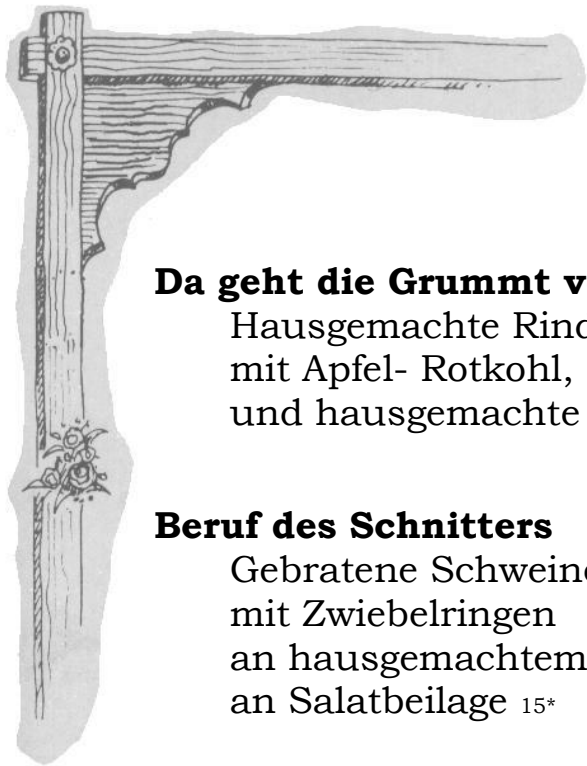 Da geht die Grummt v
Hausgemachte Rind
mit Apfel- Rotkohl,
und hausgemachte
Beruf des Schnitters
Gebratene Schweine
mit Zwiebelringen
an hausgemachtem
an Salatbeilage 15*